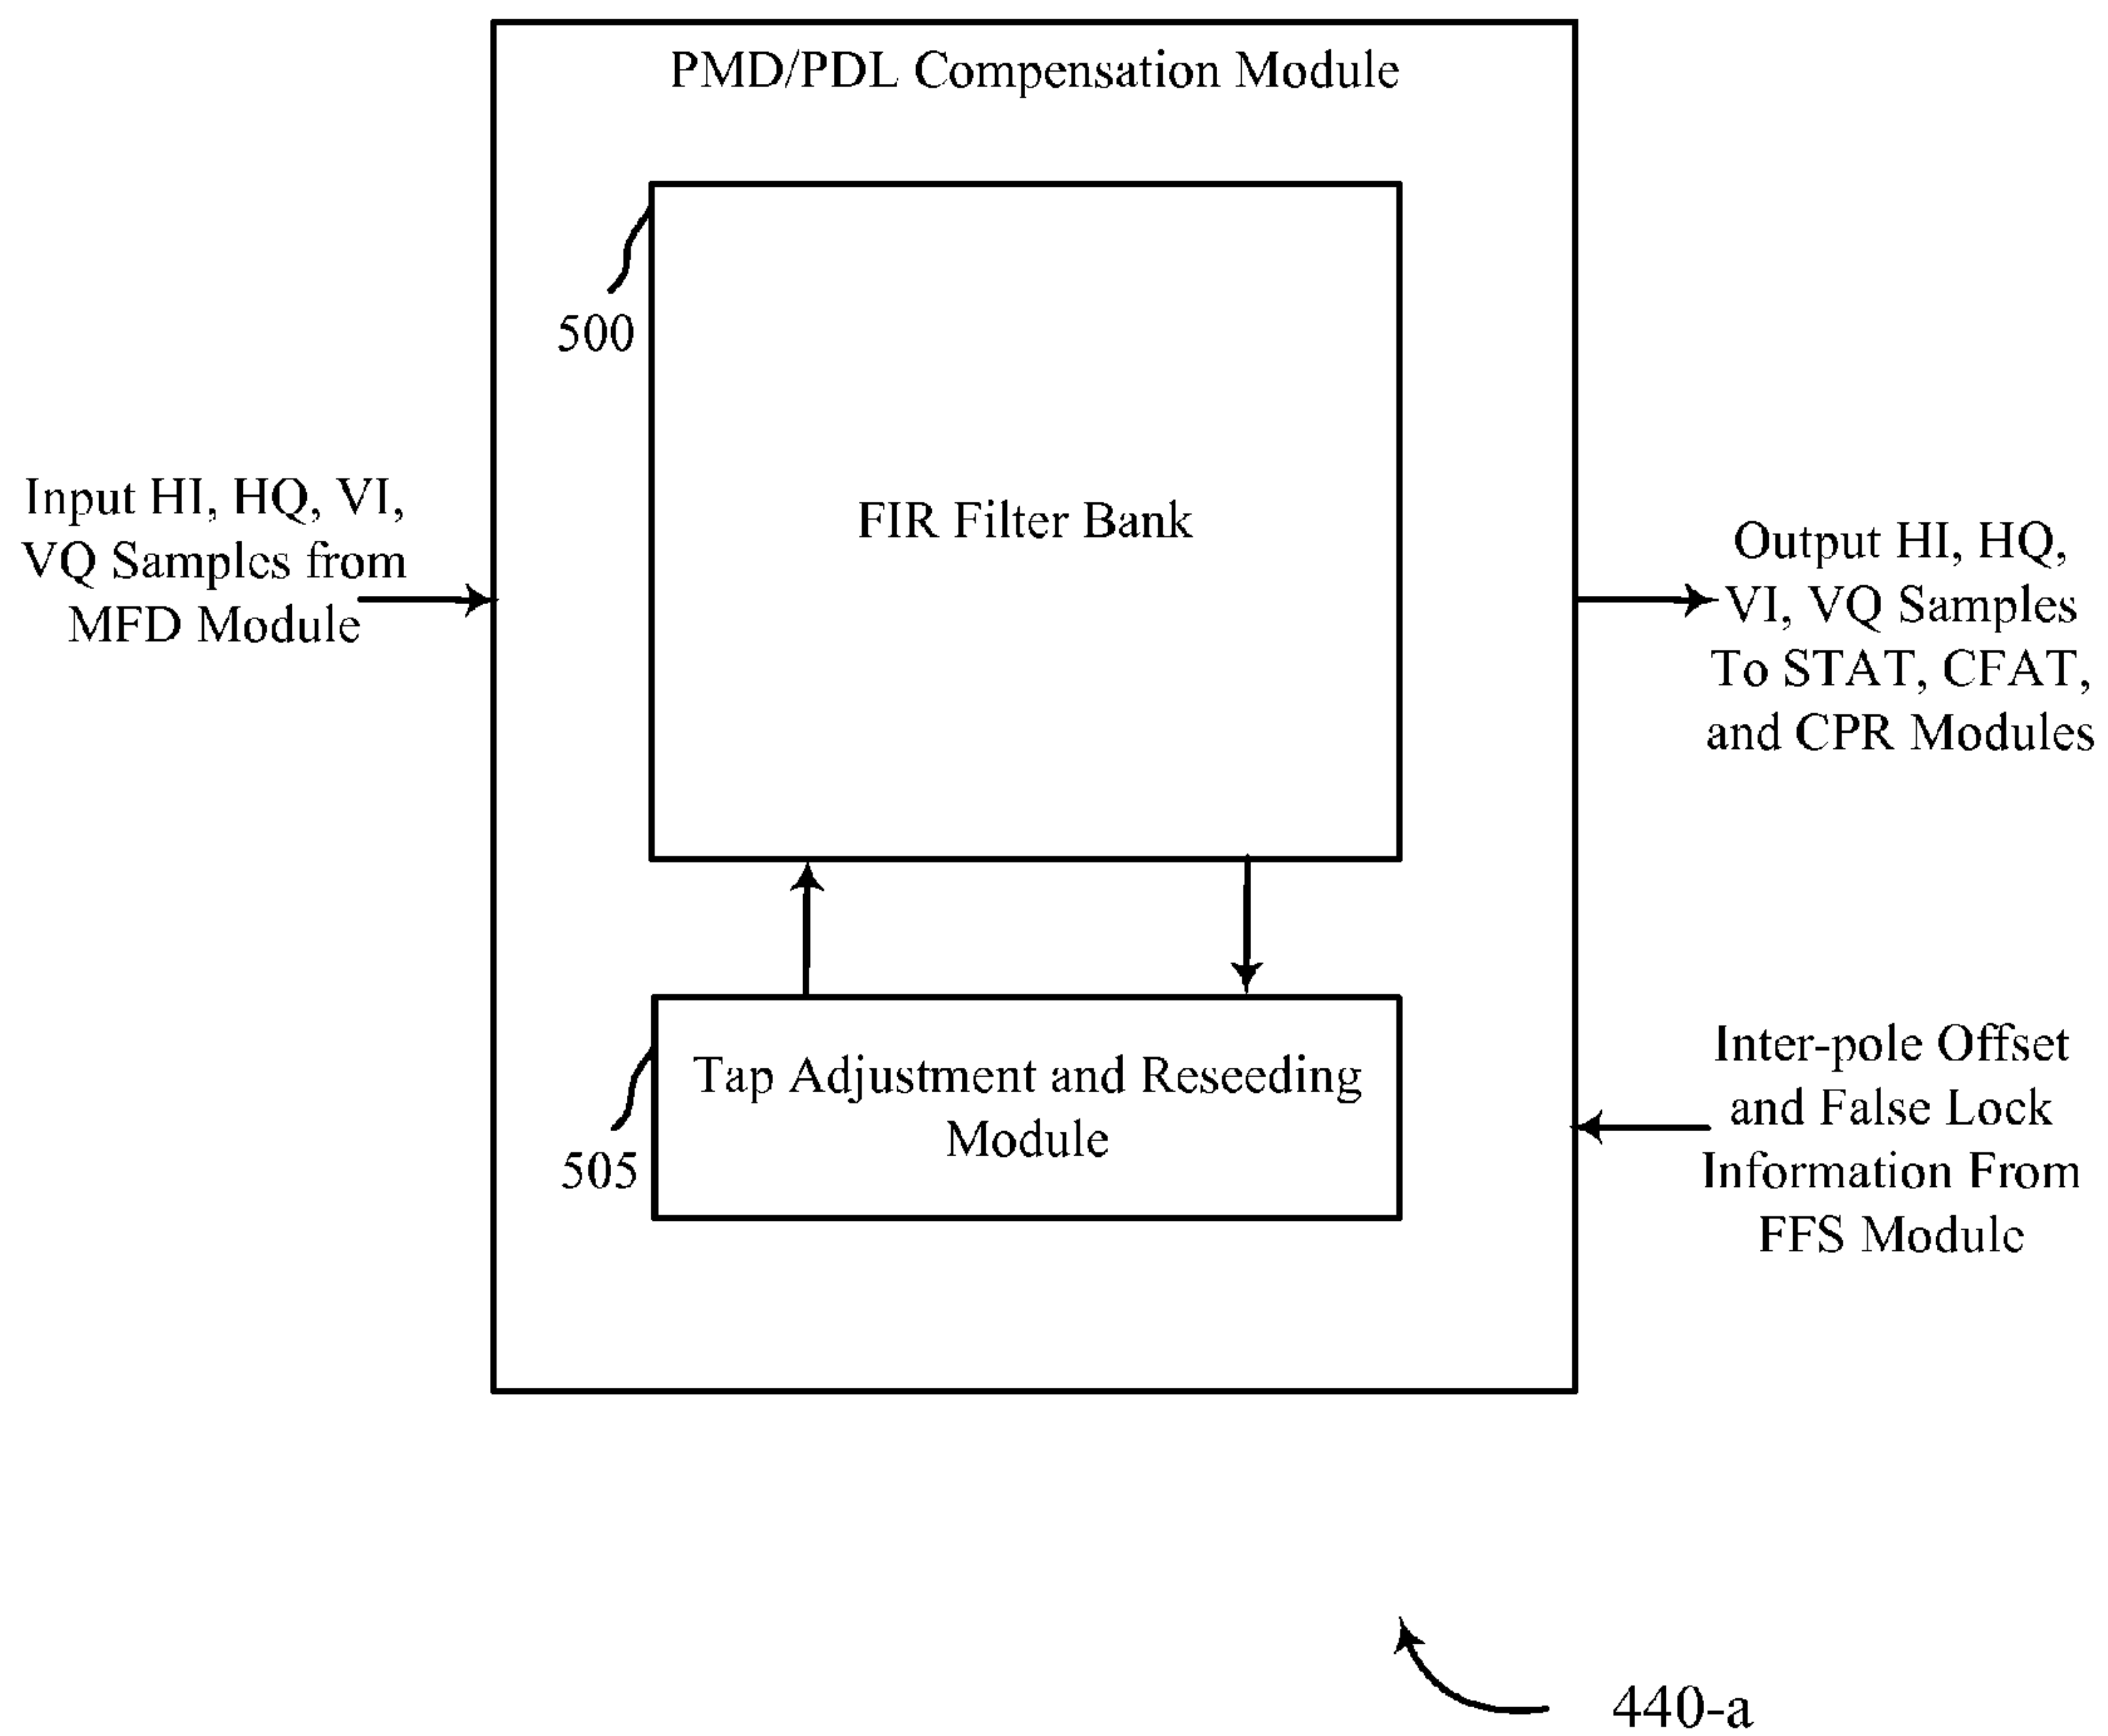 PMD/PDL Compensation Module
500
FIR Filter Bank
Input HI, HQ, VI,
VQ Samples from
MFD Module
Output HI, HQ,
VI, VQ Samples
To STAT, CFAT,
and CPR Modules
Tap Adjustment and Reseeding
Module
505
Inter-pole Offset
and False Lock
Information From
FFS Module
440-a